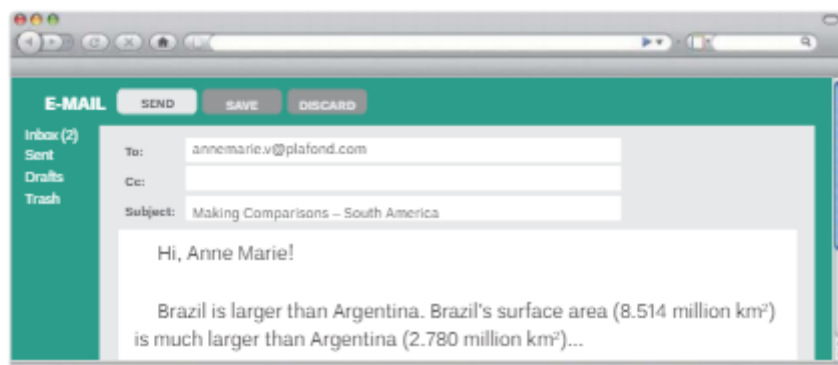 E-MAIL SEND SAVE DISCARD
Inbox (2)
Sent
Drafts
Trash
To: annemarie.v@plafond.com
Cc:
Subject: Making Comparisons – South America
Hi, Anne Marie!
Brazil is larger than Argentina. Brazil's surface area (8.514 million km²)
is much larger than Argentina (2.780 million km²)...